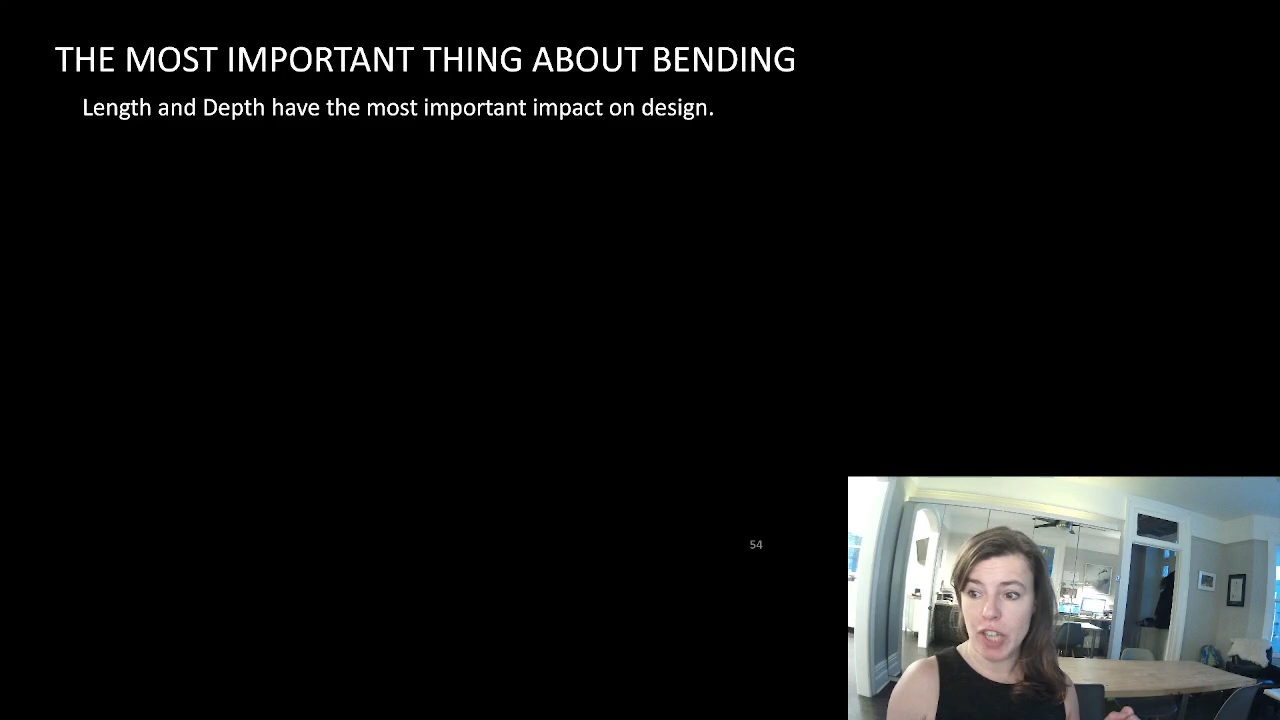 THE MOST IMPORTANT THING ABOUT BENDING
Length and Depth have the most important impact on design.
54